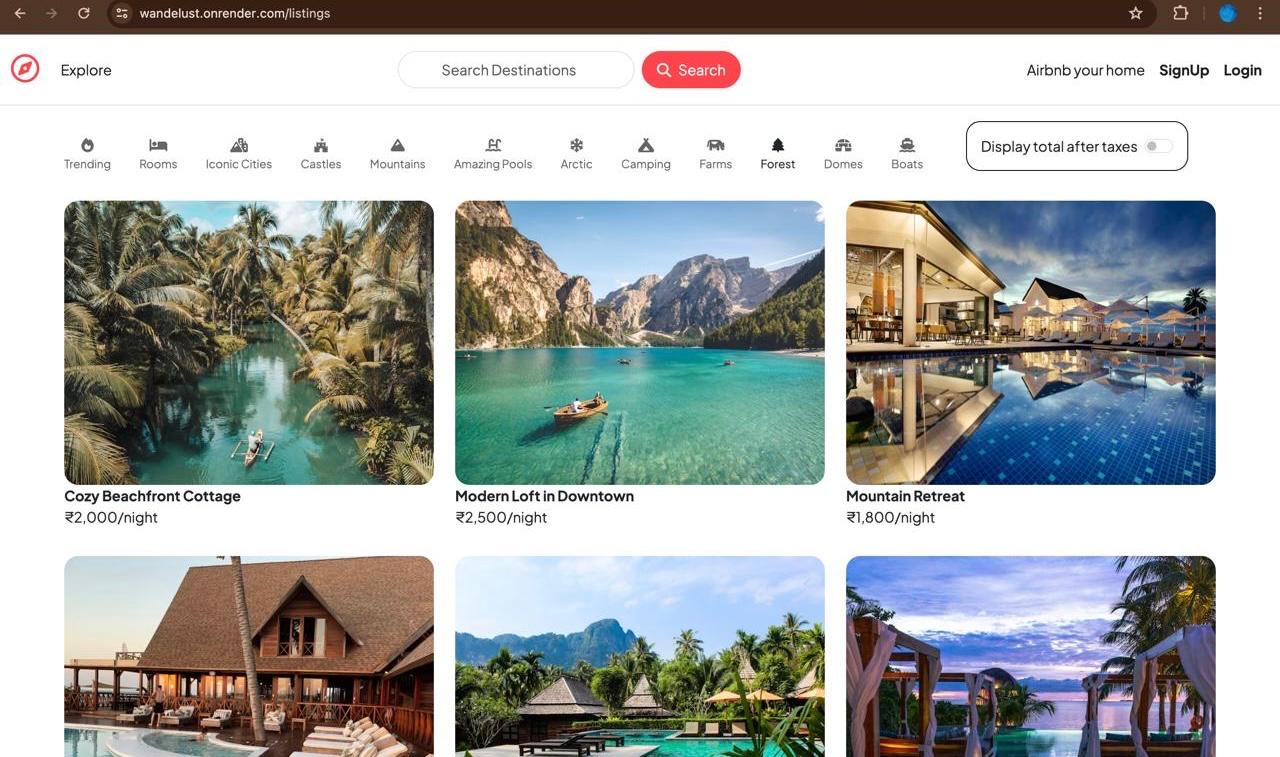 wandelust.onrender.com/listings
Explore
Search Destinations
Search
Airbnb your home SignUp Login
Trending Rooms Iconic Cities Castles Mountains Amazing Pools Arctic Camping Farms Forest Domes Boats
Display total after taxes
Cozy Beachfront Cottage
₹2,000/night
Modern Loft in Downtown
₹2,500/night
Mountain Retreat
₹1,800/night